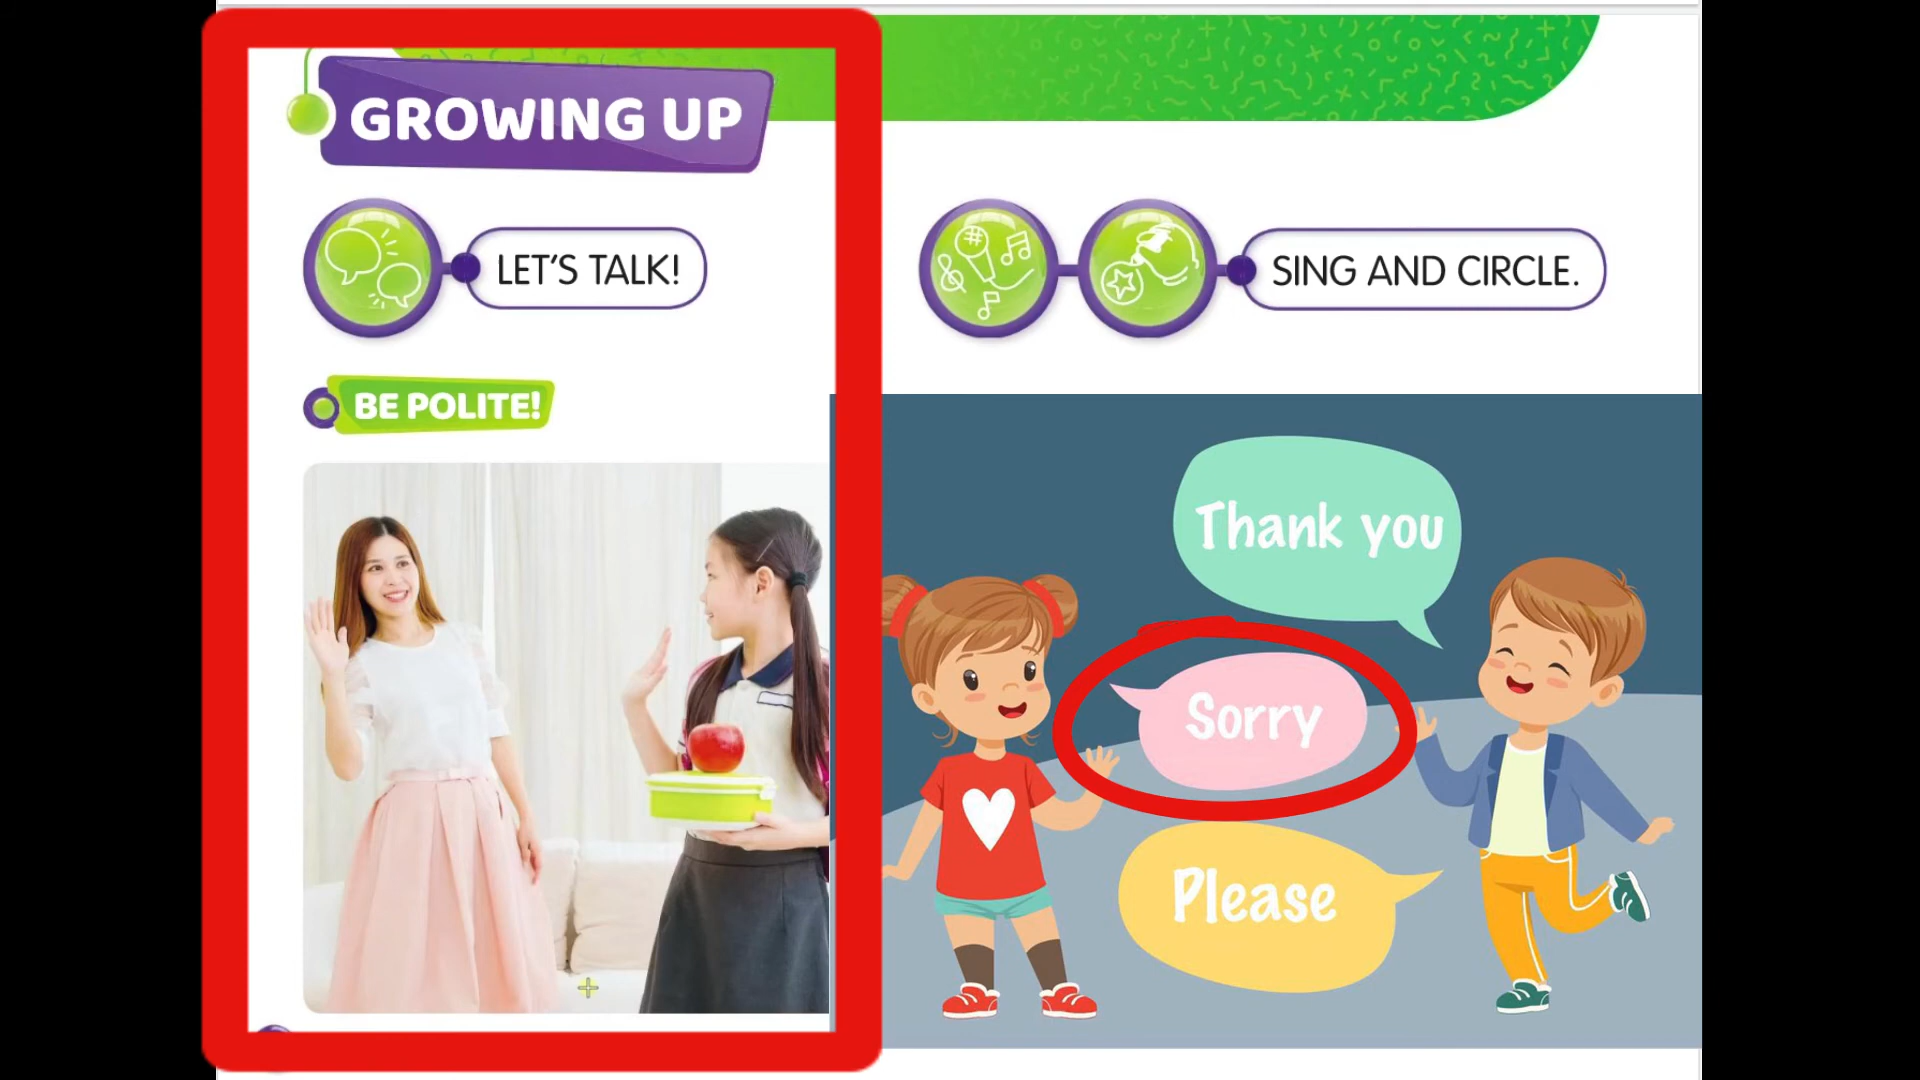 GROWING UP
LET'S TALK!
BE POLITE!
SING AND CIRCLE.
Thank you
Sorry
Please